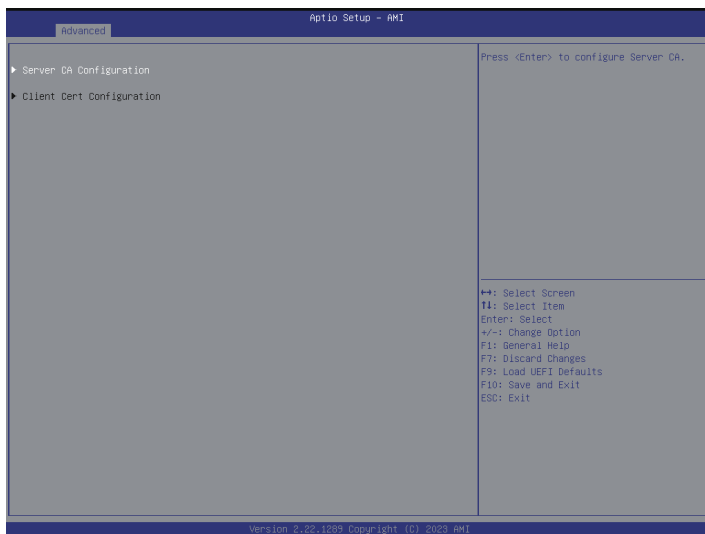 Aptio Setup – AMI
Advanced
▶ Server CA Configuration
▶ Client Cert Configuration
Press <Enter> to configure Server CA.
↔: Select Screen
↑↓: Select Item
Enter: Select
+/-: Change Option
F1: General Help
F7: Discard Changes
F9: Load UEFI Defaults
F10: Save and Exit
ESC: Exit
Version 2.22.1289 Copyright (C) 2023 AMI